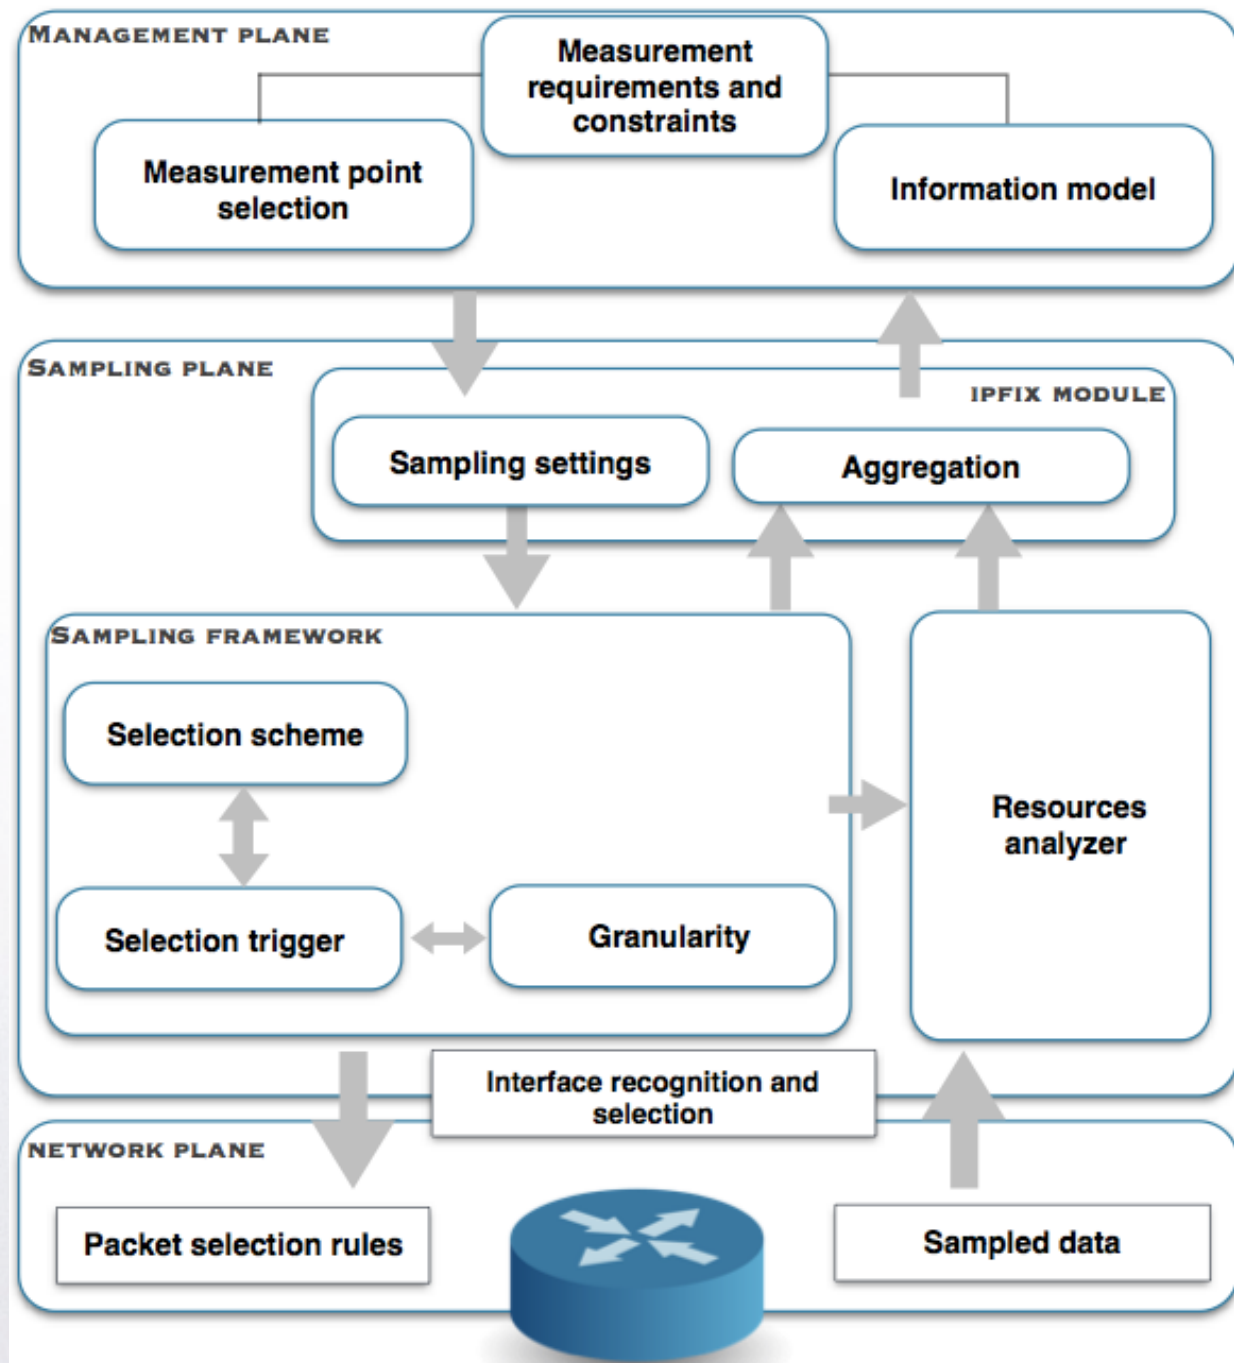 MANAGEMENT PLANE
Measurement
requirements and
constraints
Measurement point
selection
Information model
SAMPLING PLANE
IPFIX MODULE
Sampling settings
Aggregation
SAMPLING FRAMEWORK
Selection scheme
Resources
analyzer
Selection trigger
Granularity
Interface recognition and
selection
NETWORK PLANE
Packet selection rules
Sampled data